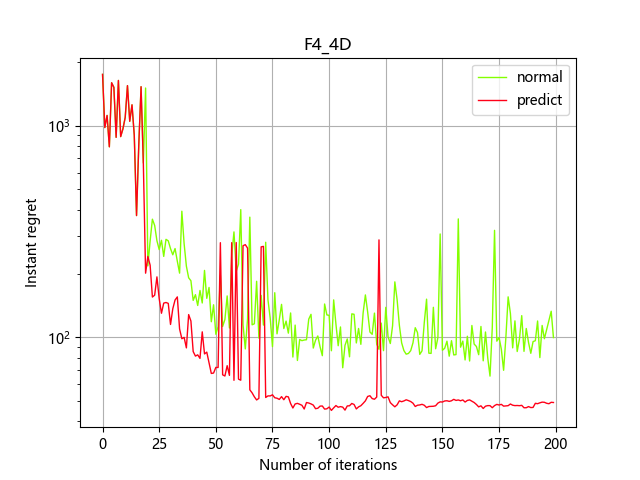 F4_4D
normal
predict
10³
10²
Instant regret
0 25 50 75 100 125 150 175 200
Number of iterations